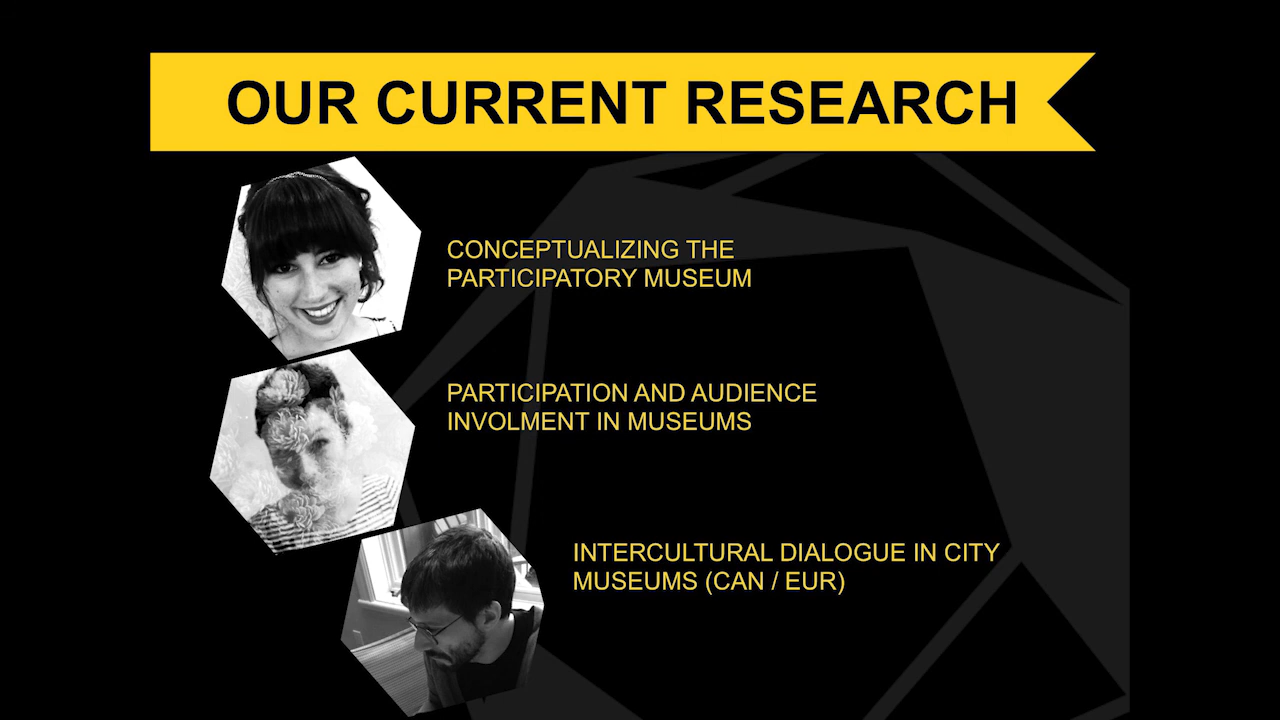 OUR CURRENT RESEARCH
CONCEPTUALIZING THE
PARTICIPATORY MUSEUM
PARTICIPATION AND AUDIENCE
INVOLMENT IN MUSEUMS
INTERCULTURAL DIALOGUE IN CITY
MUSEUMS (CAN / EUR)